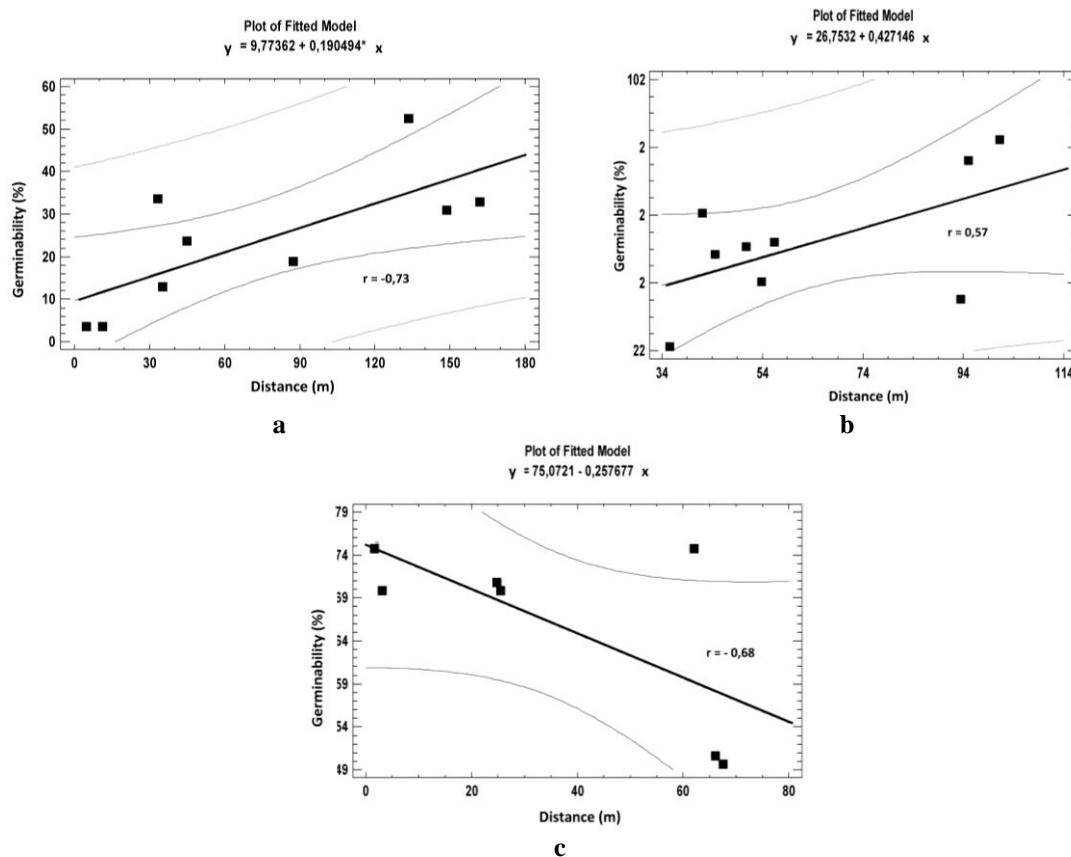 Plot of Fitted Model
y = 9,77362 + 0,190494* x
Germinability (%)
60
50
40
30
20
10
0
r = -0,73
0 30 60 90 120 150 180
Distance (m)
a
Plot of Fitted Model
y = 26,7532 + 0,427146 x
Germinability (%)
102
2
2
2
22
r = 0,57
34 54 74 94 114
Distance (m)
b
Plot of Fitted Model
y = 75,0721 - 0,257677 x
Germinability (%)
79
74
59
54
59
54
49
r = - 0,68
0 20 40 60 80
Distance (m)
c